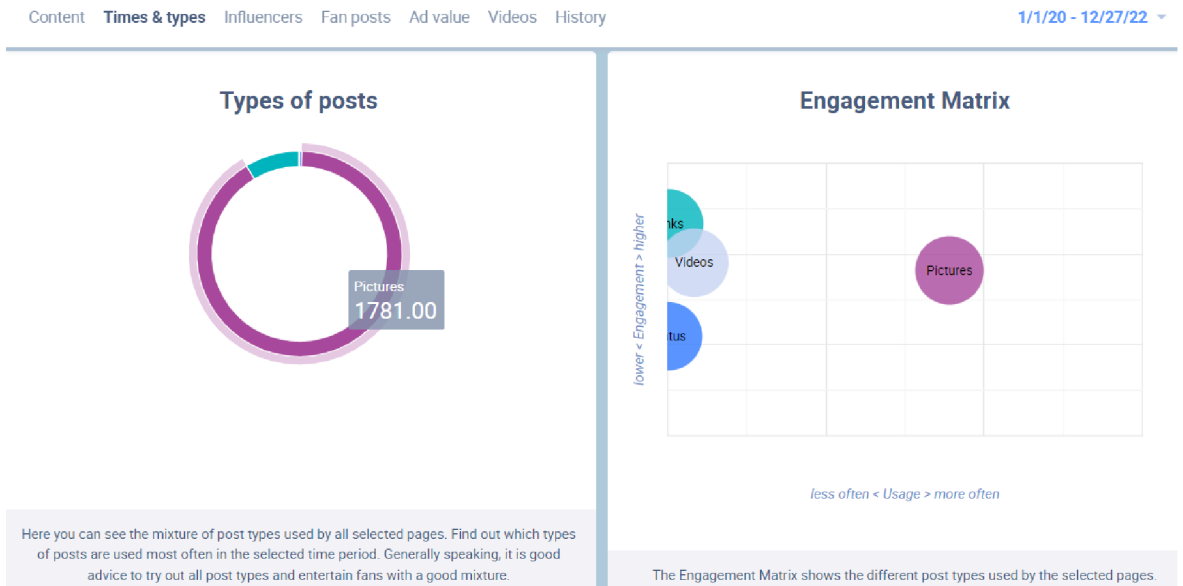 Content Times & types Influencers Fan posts Ad value Videos History
1/1/20 - 12/27/22
Types of posts
Pictures
1781.00
Here you can see the mixture of post types used by all selected pages. Find out which types
of posts are used most often in the selected time period. Generally speaking, it is good
advice to try out all post types and entertain fans with a good mixture.
Engagement Matrix
lower < Engagement > higher
nks
Videos
tus
Pictures
less often < Usage > more often
The Engagement Matrix shows the different post types used by the selected pages.